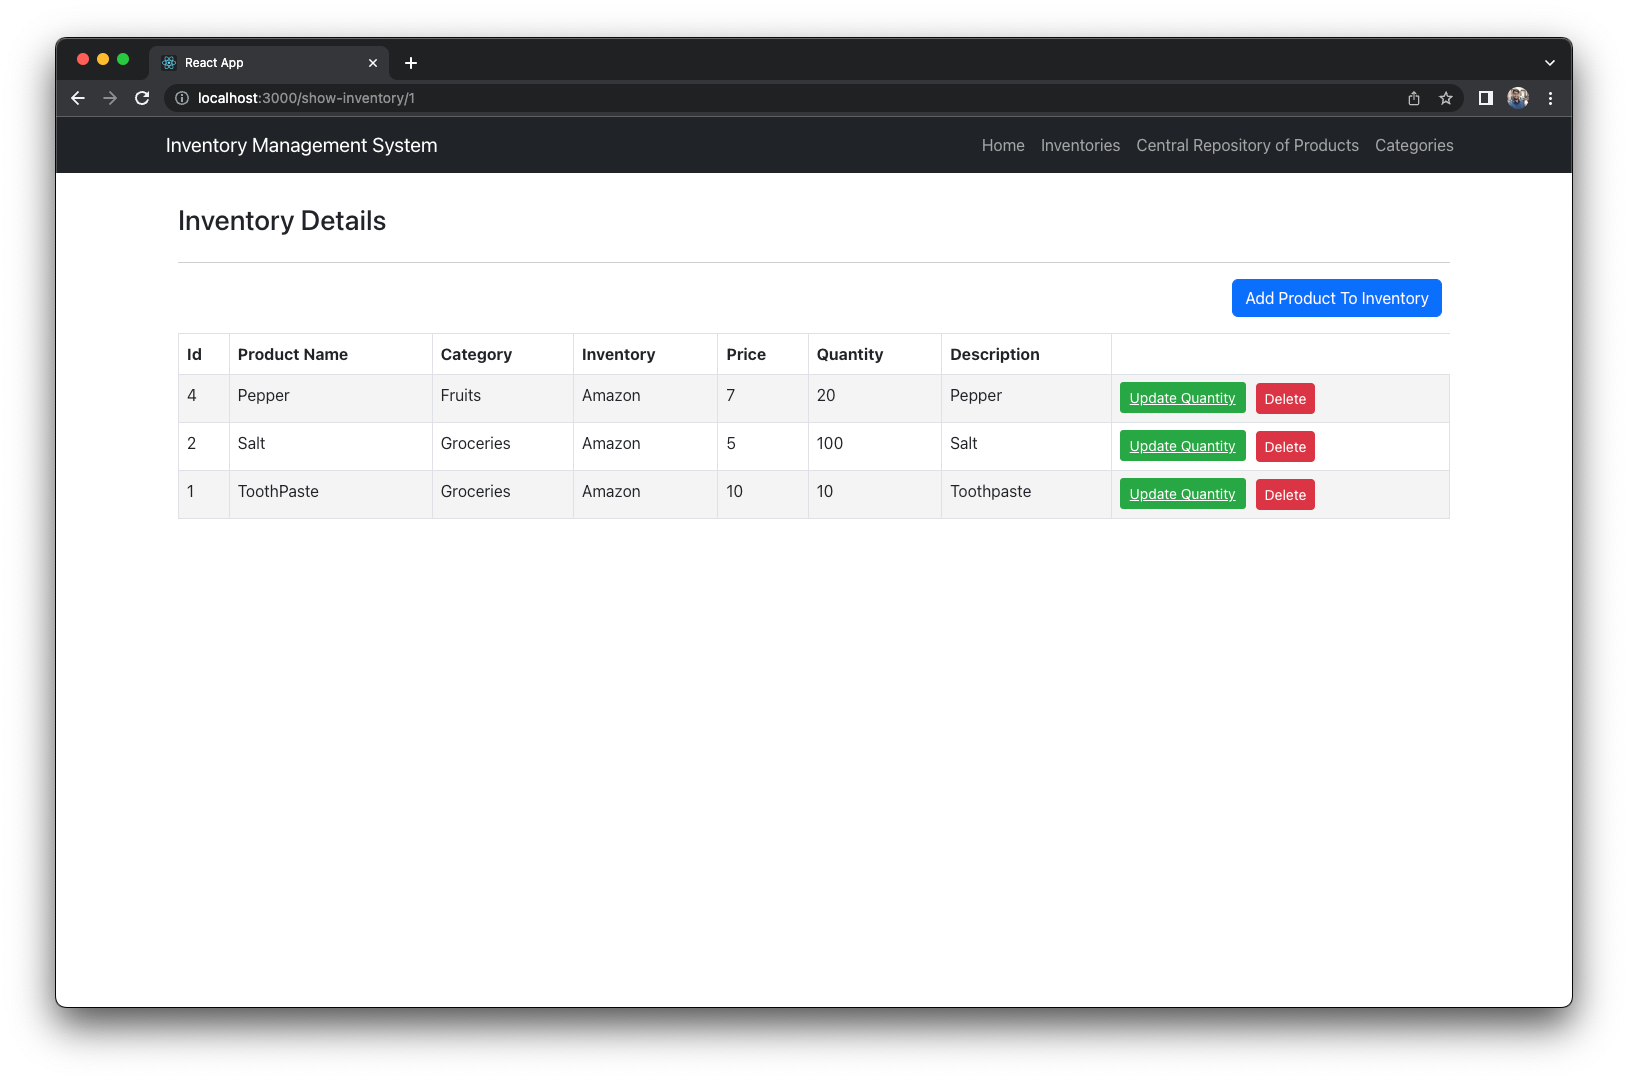 React App
localhost:3000/show-inventory/1
Inventory Management System Home Inventories Central Repository of Products Categories
Inventory Details
Add Product To Inventory
Id Product Name Category Inventory Price Quantity Description
4 Pepper Fruits Amazon 7 20 Pepper Update Quantity Delete
2 Salt Groceries Amazon 5 100 Salt Update Quantity Delete
1 ToothPaste Groceries Amazon 10 10 Toothpaste Update Quantity Delete